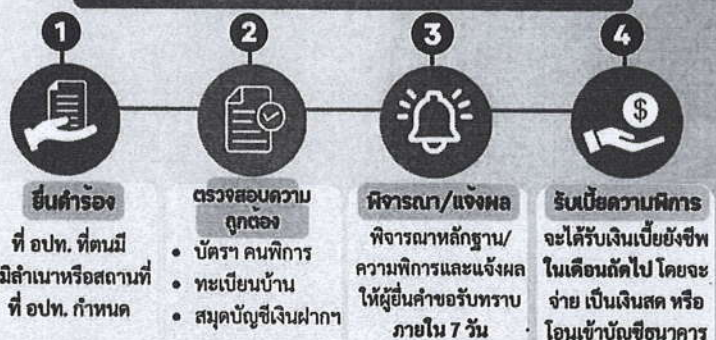 1
2
3
4
ยื่นคำร้อง
ที่ อปท. ที่ตนมี
มิลำเนาหรือสถานที่
ที่ อปท. กำหนด
ตรวจสอบความ
ถูกต้อง
• บัตรฯ คนพิการ
• ทะเบียนบ้าน
• สมุดบัญชีเงินฝากฯ
พิจารณา/แจ้งผล
พิจารณาหลักฐาน/
ความพิการและแจ้งผล
ให้ผู้ยื่นคำขอรับทราบ
ภายใน 7 วัน
รับเบี้ยความพิการ
จะได้รับเงินเบี้ยยังชีพ
ในเดือนถัดไป โดยจะ
จ่าย เป็นเงินสด หรือ
โอนเข้าบัญชีธนาคาร